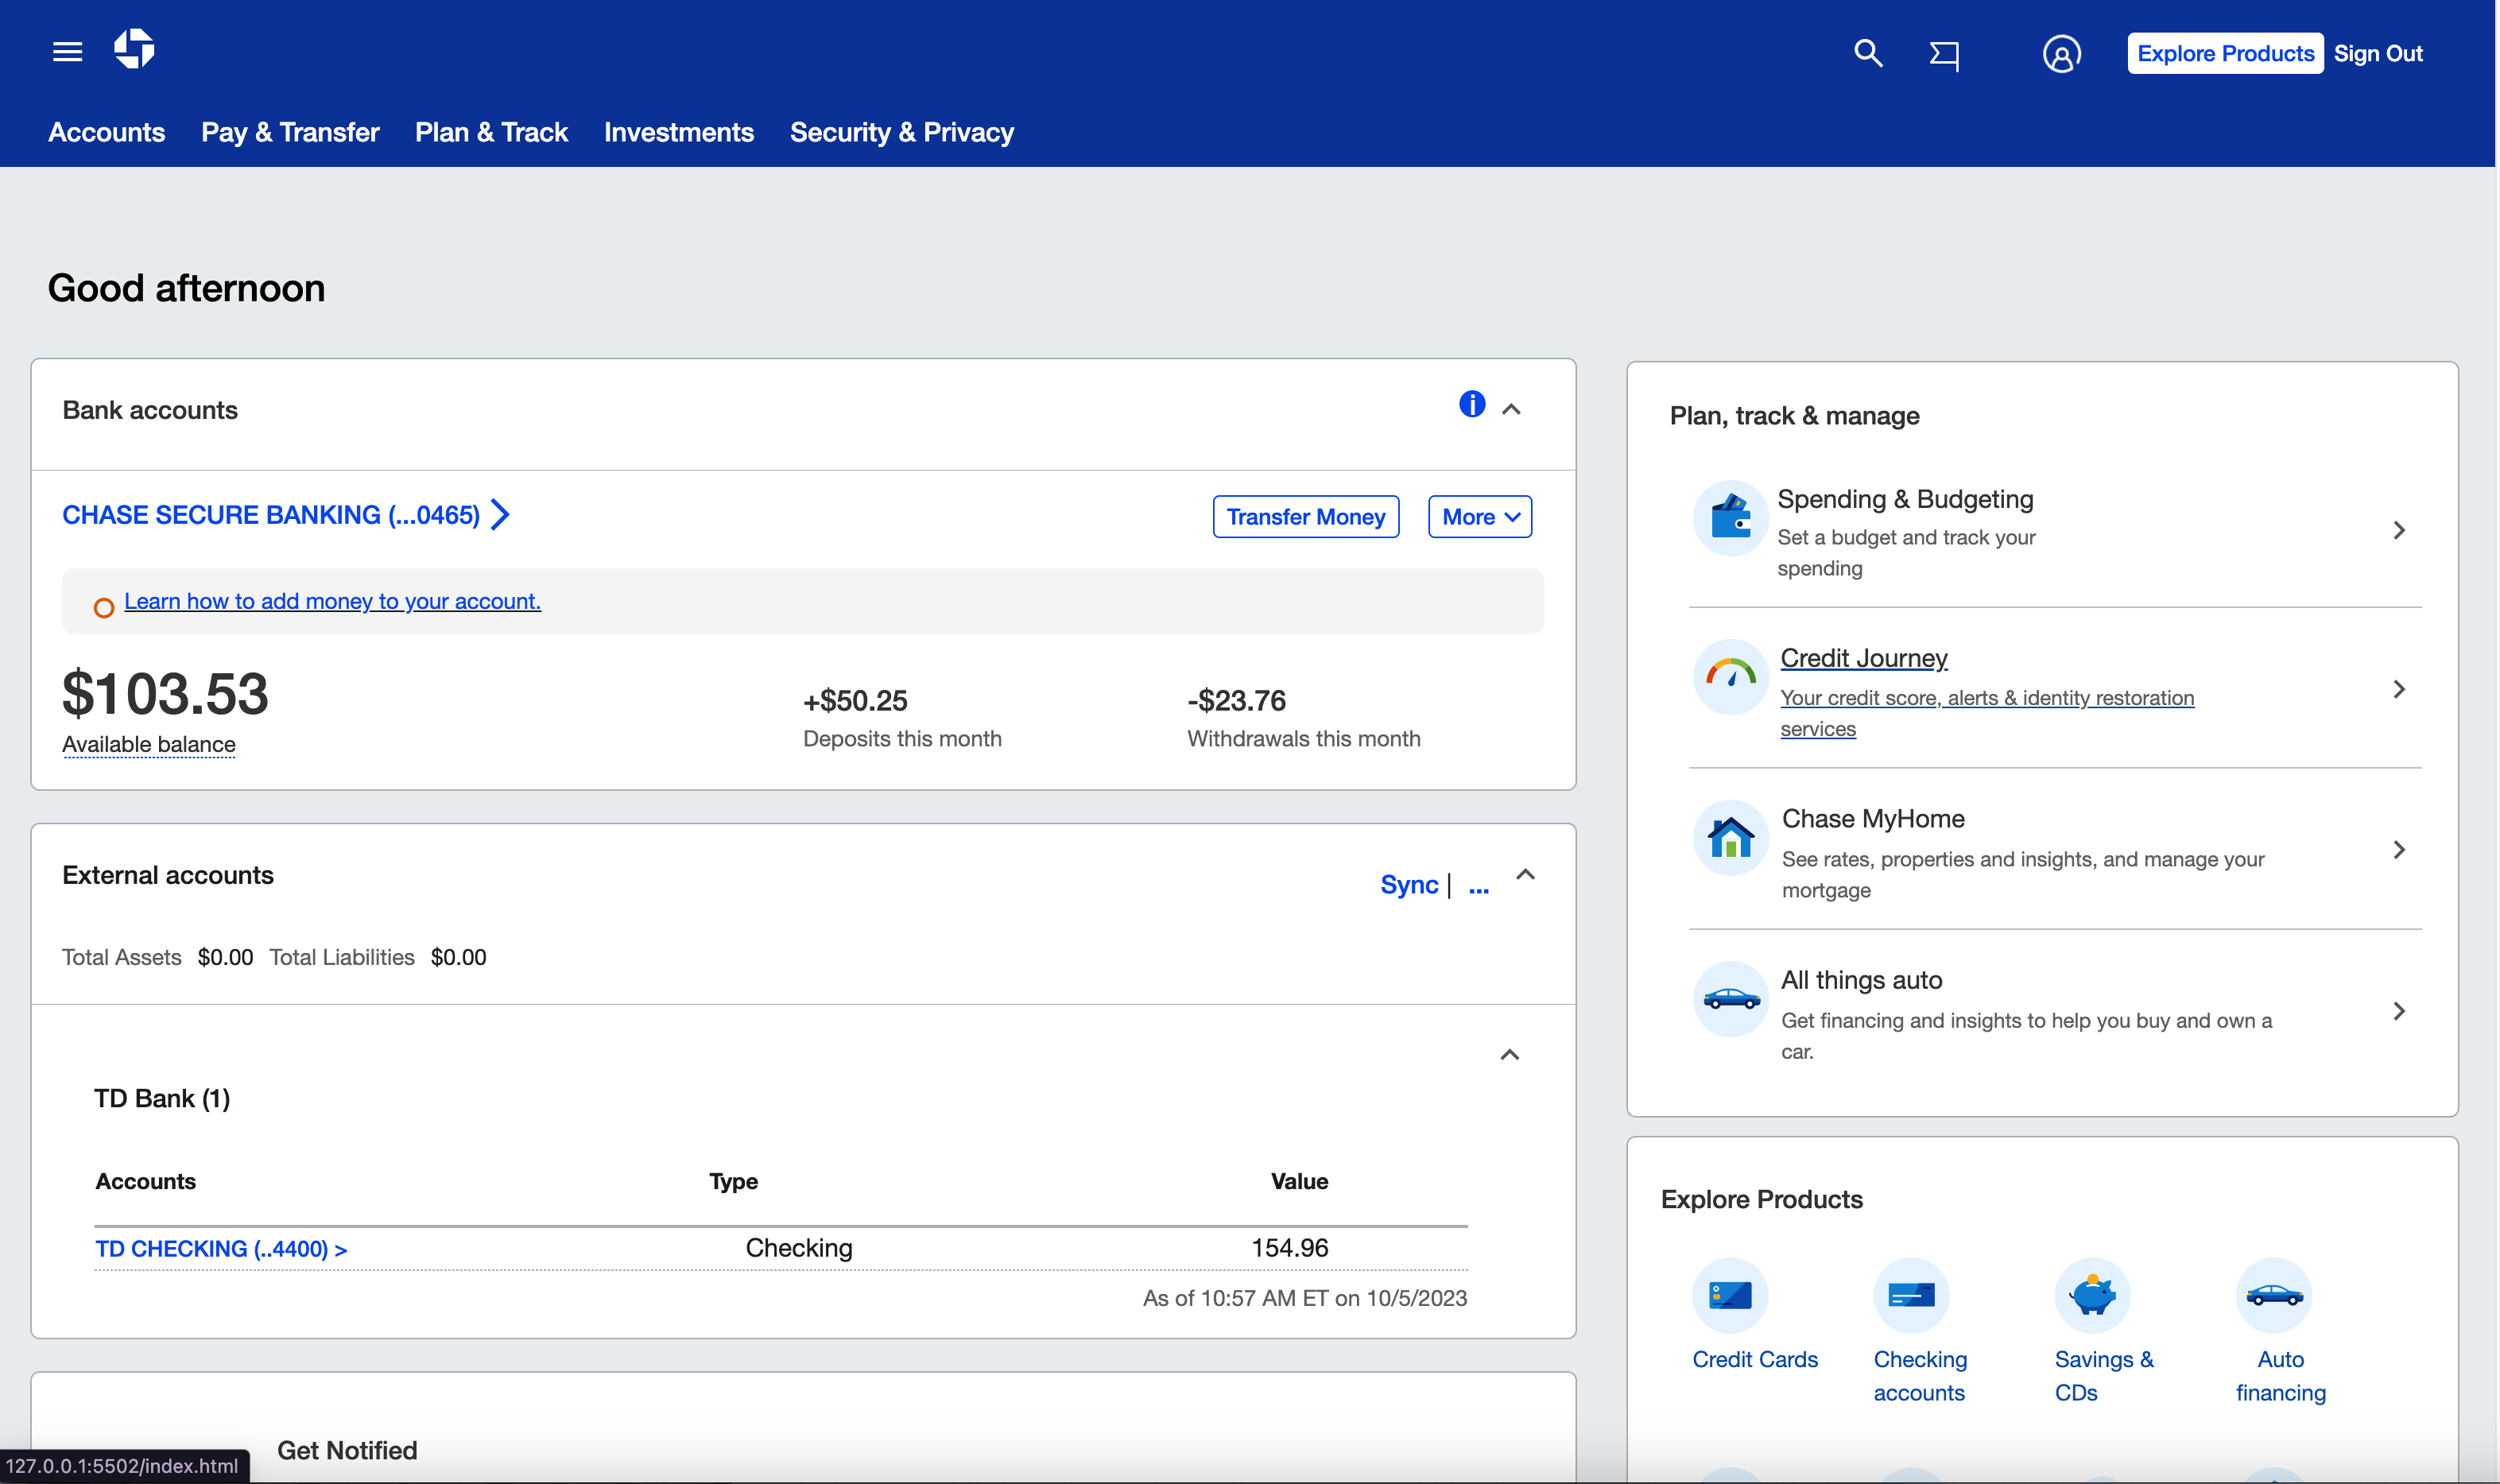 Explore Products Sign Out
Accounts Pay & Transfer Plan & Track Investments Security & Privacy
Good afternoon
Bank accounts
CHASE SECURE BANKING (...0465)
Transfer Money
More
Learn how to add money to your account.
$103.53
Available balance
+$50.25
Deposits this month
-$23.76
Withdrawals this month
External accounts
Sync | ...
Total Assets $0.00 Total Liabilities $0.00
TD Bank (1)
Accounts Type Value
TD CHECKING (..4400) > Checking 154.96
As of 10:57 AM ET on 10/5/2023
Get Notified
Plan, track & manage
Spending & Budgeting
Set a budget and track your
spending
Credit Journey
Your credit score, alerts & identity restoration
services
Chase MyHome
See rates, properties and insights, and manage your
mortgage
All things auto
Get financing and insights to help you buy and own a
car.
Explore Products
Credit Cards
Checking
accounts
Savings &
CDs
Auto
financing
127.0.0.1:5502/index.html